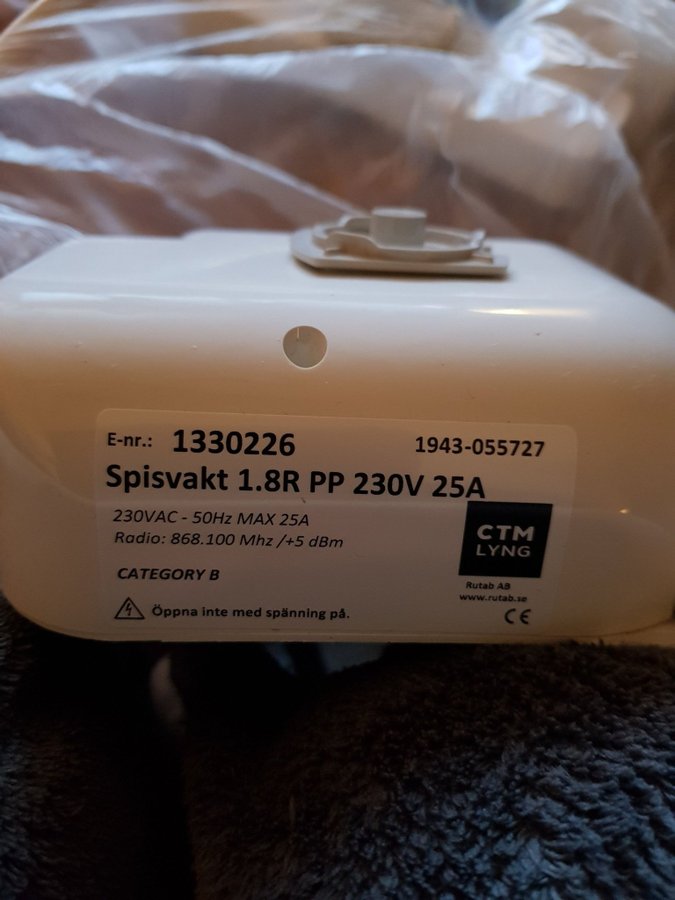 E-nr.: 1330226
1943-055727
Spisvakt 1.8R PP 230V 25A
230VAC - 50Hz MAX 25A
Radio: 868.100 Mhz /+5 dBm
CTM
LYNG
CATEGORY B
Rutab AB
www.rutab.se
Öppna inte med spänning på.
CE